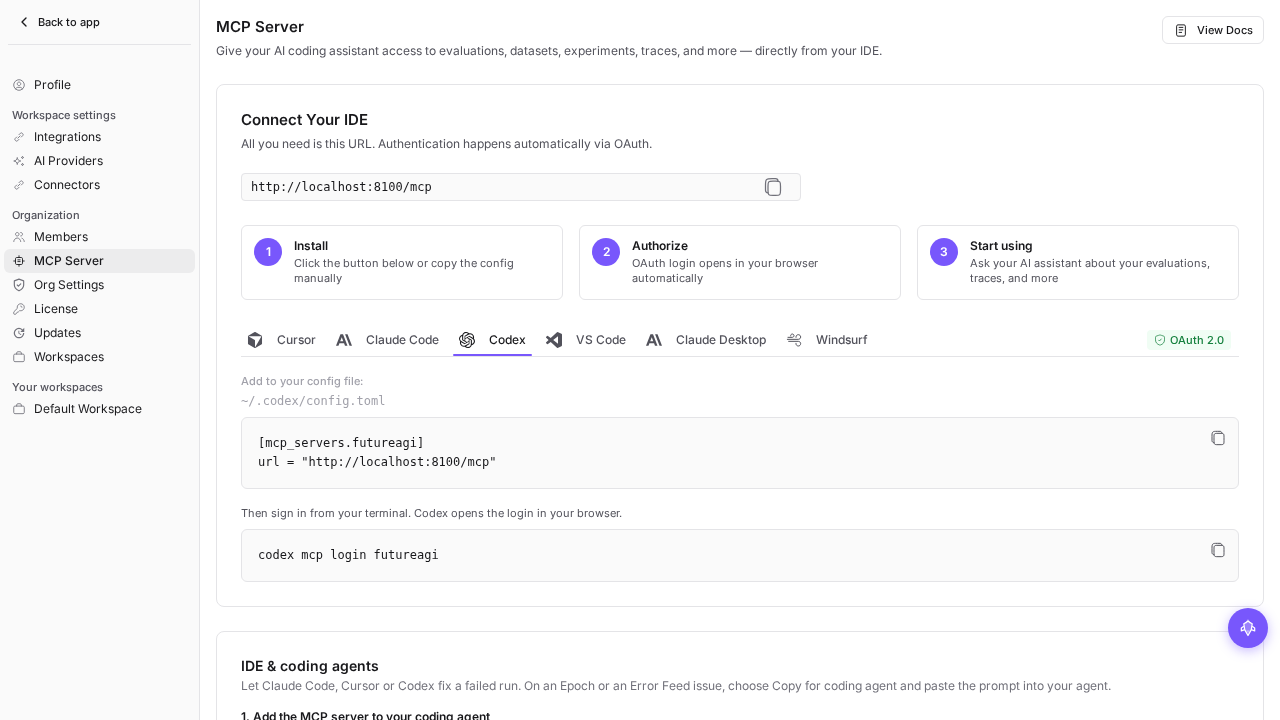 Back to app
Profile
Workspace settings
Integrations
AI Providers
Connectors
Organization
Members
MCP Server
Org Settings
License
Updates
Workspaces
Your workspaces
Default Workspace
MCP Server
Give your AI coding assistant access to evaluations, datasets, experiments, traces, and more — directly from your IDE.
View Docs
Connect Your IDE
All you need is this URL. Authentication happens automatically via OAuth.
http://localhost:8100/mcp
1
Install
Click the button below or copy the config
manually
2
Authorize
OAuth login opens in your browser
automatically
3
Start using
Ask your AI assistant about your evaluations,
traces, and more
Cursor
Claude Code
Codex
VS Code
Claude Desktop
Windsurf
OAuth 2.0
Add to your config file:
~/.codex/config.toml
[mcp_servers.futureagi]
url = "http://localhost:8100/mcp"
Then sign in from your terminal. Codex opens the login in your browser.
codex mcp login futureagi
IDE & coding agents
Let Claude Code, Cursor or Codex fix a failed run. On an Epoch or an Error Feed issue, choose Copy for coding agent and paste the prompt into your agent.
1. Add the MCP server to your coding agent